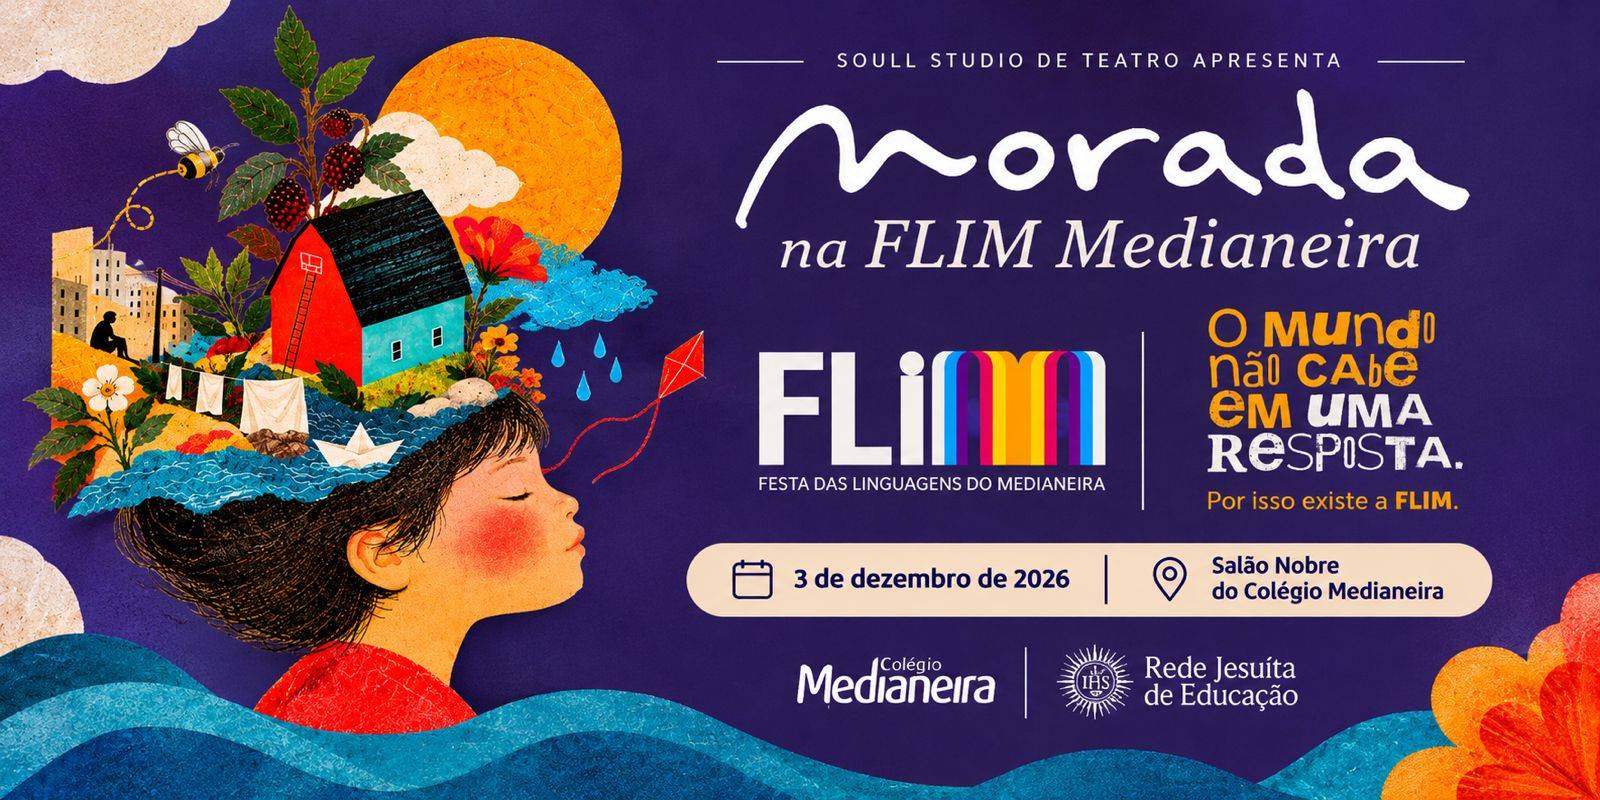 SOULL STUDIO DE TEATRO APRESENTA
morada
na FLIM Medianeira
FLiM
FESTA DAS LINGUAGENS DO MEDIANEIRA
O MUndO
nãO CAbe
EM UMA
ReSPOSTA.
Por isso existe a FLIM.
3 de dezembro de 2026
Salão Nobre
do Colégio Medianeira
Colégio
Medianeira
IHS
Rede Jesuíta
de Educação